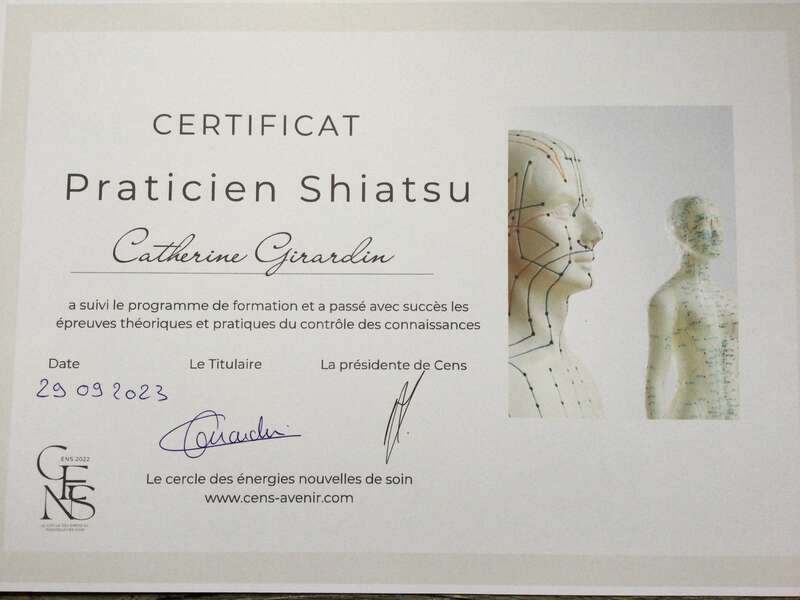 CERTIFICAT
Praticien Shiatsu
Catherine Girardin
a suivi le programme de formation et a passé avec succès les
épreuves théoriques et pratiques du contrôle des connaissances
Date
Le Titulaire
La présidente de Cens
29 09 2023
Girardin
Le cercle des énergies nouvelles de soin
www.cens-avenir.com
CENS 2022
CENS